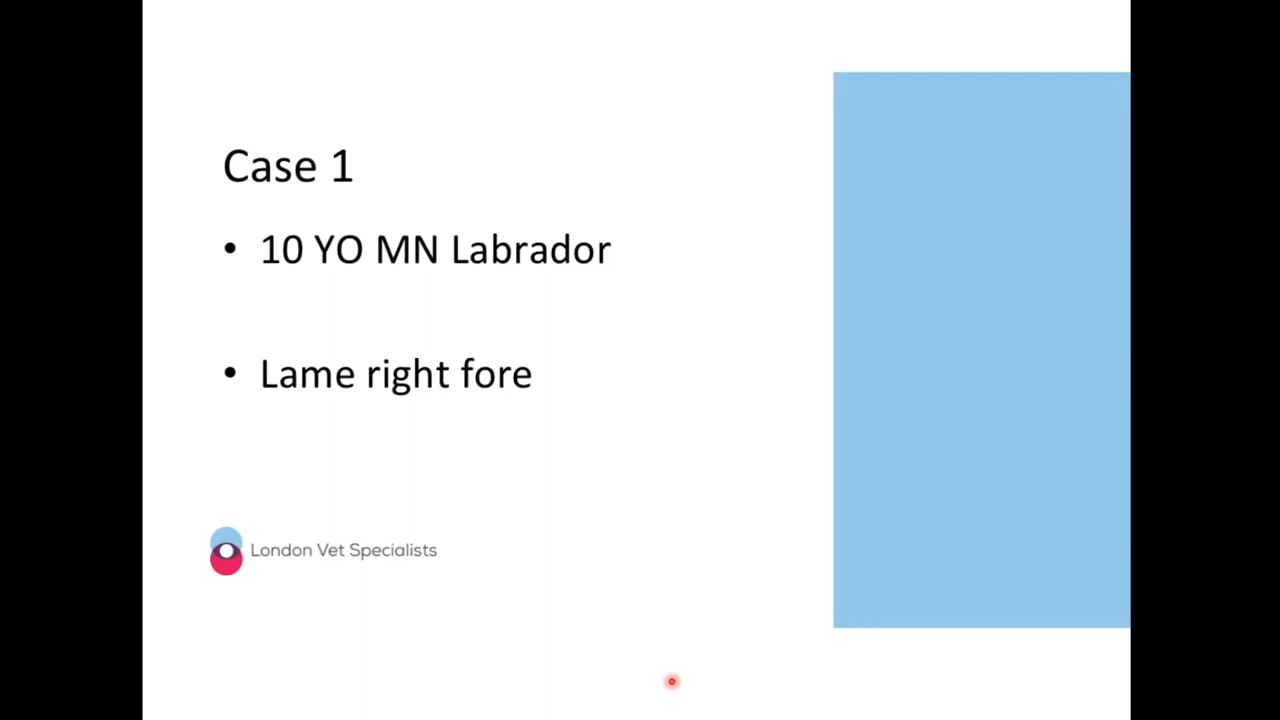 Case 1
• 10 YO MN Labrador
• Lame right fore
London Vet Specialists